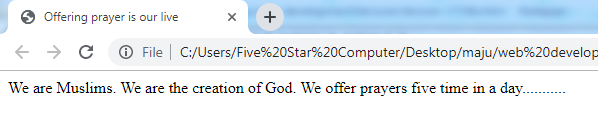 Offering prayer is our live
File | C:/Users/Five%20Star%20Computer/Desktop/maju/web%20develop
We are Muslims. We are the creation of God. We offer prayers five time in a day...........